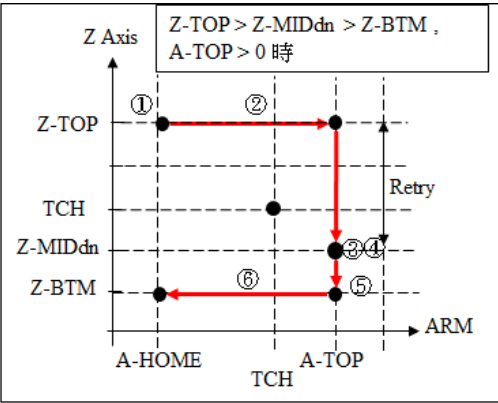 Z-TOP > Z-MIDdn > Z-BTM ,
A-TOP > 0 時
Z Axis
① ②
Z-TOP
Retry
TCH
Z-MIDdn ③④
Z-BTM ⑥ ⑤
ARM
A-HOME A-TOP
TCH